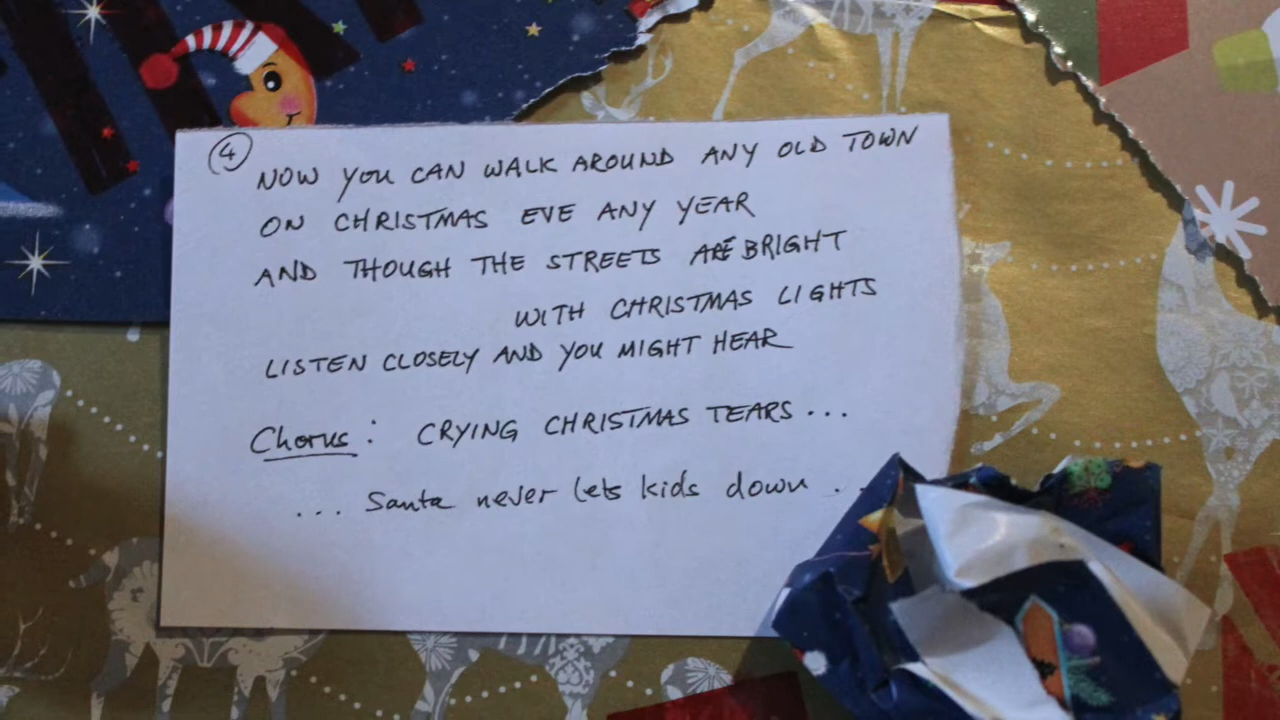 ④ NOW YOU CAN WALK AROUND ANY OLD TOWN
ON CHRISTMAS EVE ANY YEAR
AND THOUGH THE STREETS ARE BRIGHT
WITH CHRISTMAS LIGHTS
LISTEN CLOSELY AND YOU MIGHT HEAR
Chorus: CRYING CHRISTMAS TEARS...
... Santa never lets kids down ..